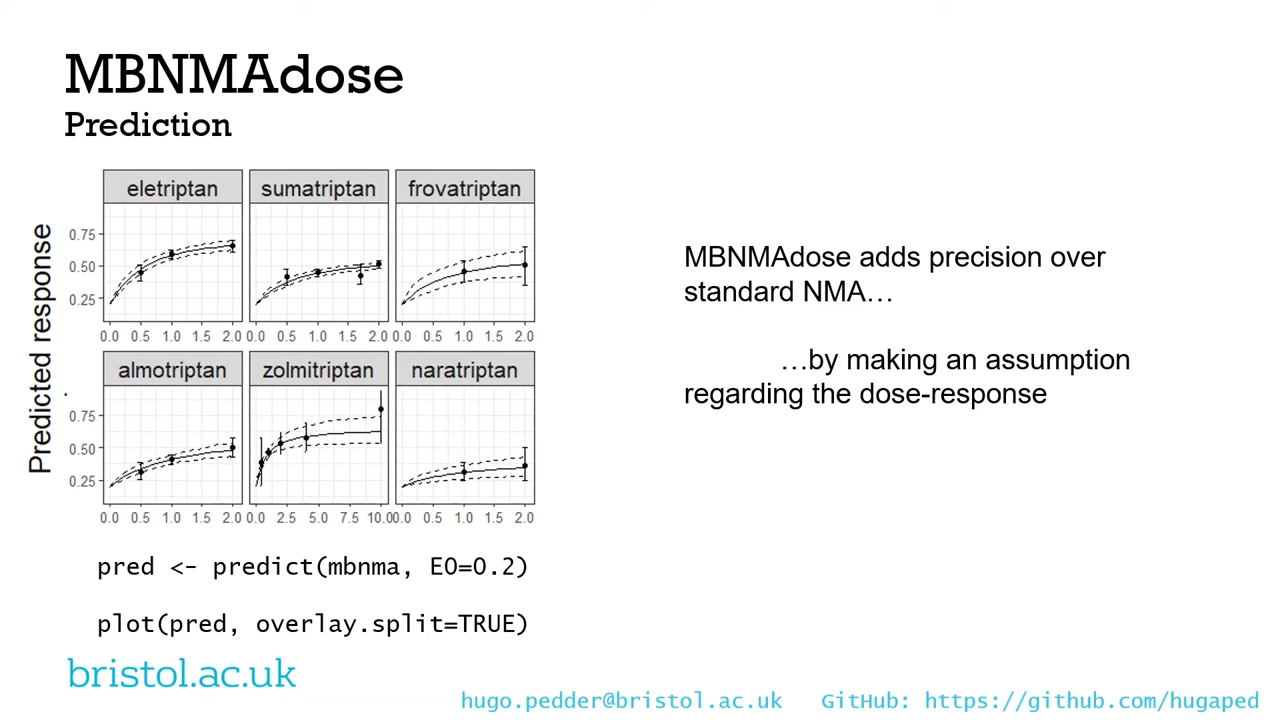 MBNMAdose
Prediction
Predicted response
eletriptan sumatriptan frovatriptan
0.75
0.50
0.25
0.0 0.5 1.0 1.5 2.0 0.0 0.5 1.0 1.5 2.0 0.0 0.5 1.0 1.5 2.0
almotriptan zolmitriptan naratriptan
0.75
0.50
0.25
0.0 0.5 1.0 1.5 2.0 0.0 2.5 5.0 7.5 10.0 0.0 0.5 1.0 1.5 2.0
MBNMAdose adds precision over
standard NMA…
…by making an assumption
regarding the dose-response
pred <- predict(mbnma, E0=0.2)
plot(pred, overlay.split=TRUE)
bristol.ac.uk
hugo.pedder@bristol.ac.uk GitHub: https://github.com/hugaped